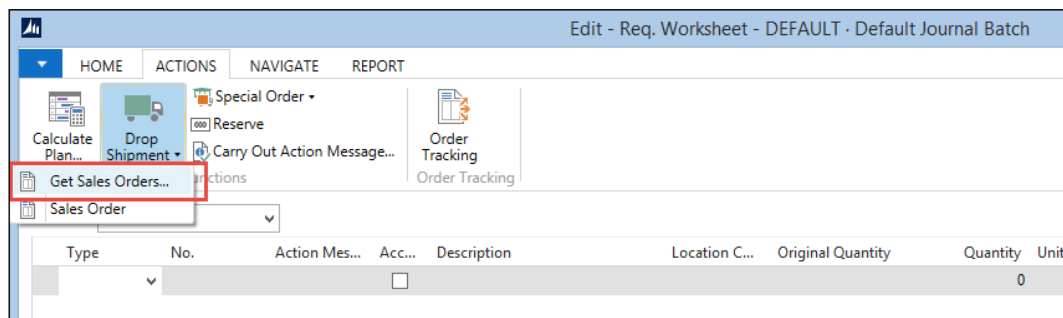 Edit - Req. Worksheet - DEFAULT · Default Journal Batch
HOME ACTIONS NAVIGATE REPORT
Calculate Plan...
Drop Shipment
Special Order
Reserve
Carry Out Action Message...
Order Tracking
Order Tracking
Get Sales Orders...
Sales Order
Type No. Action Mes... Acc... Description Location C... Original Quantity Quantity Unit
0